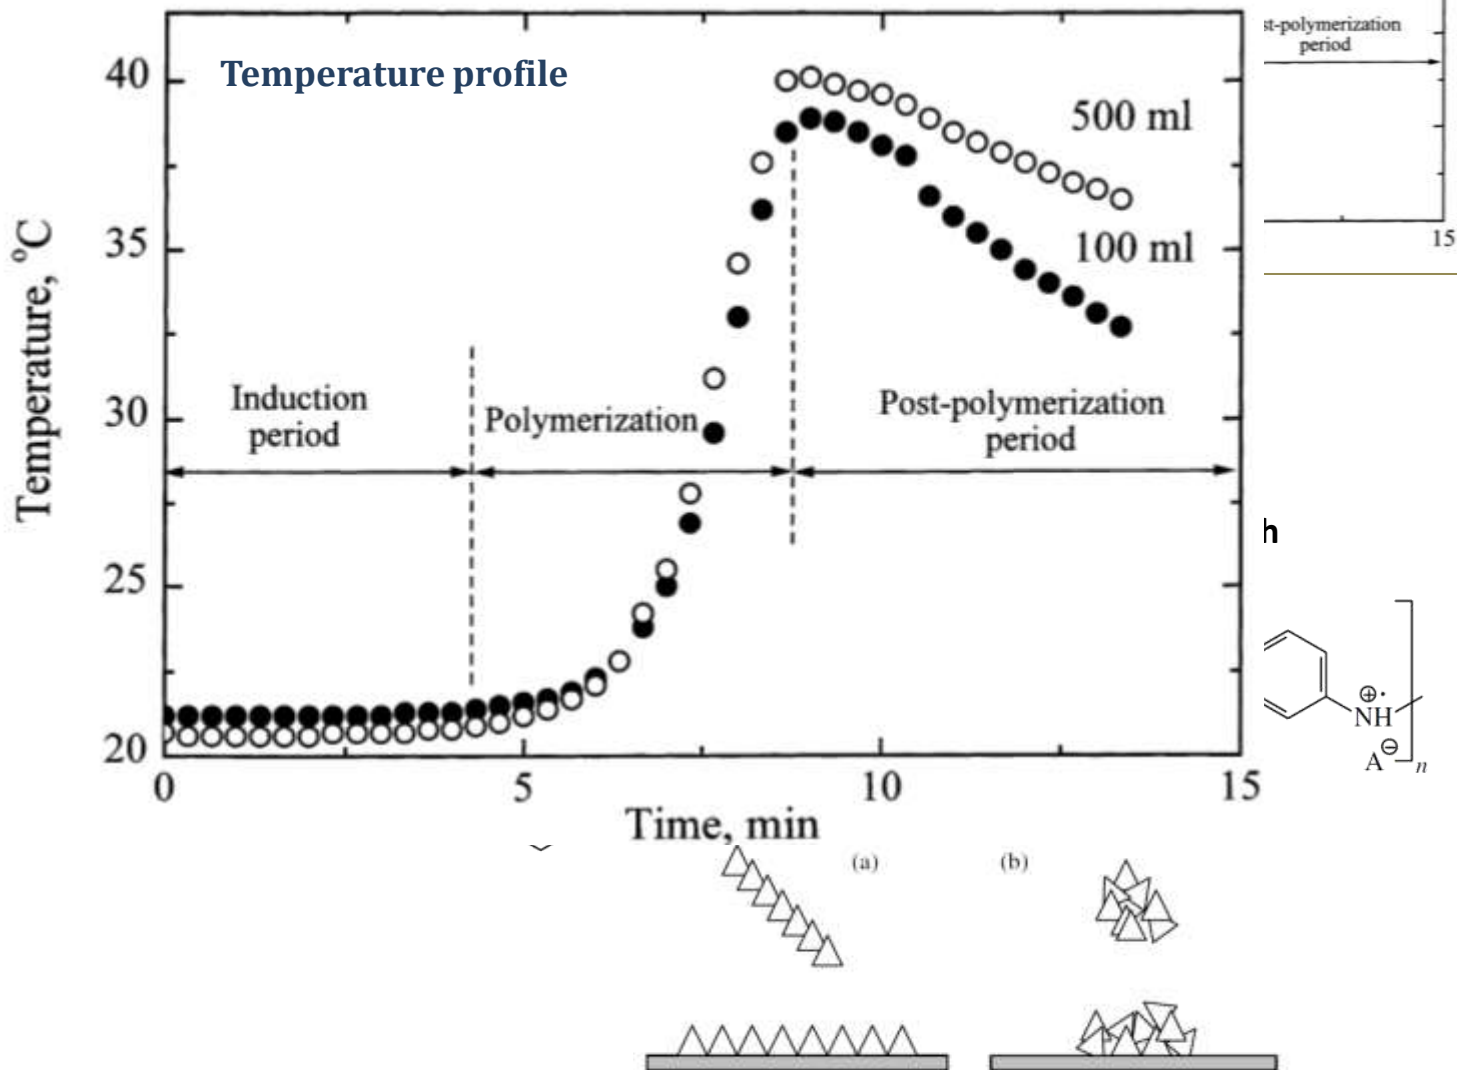 Temperature profile
40
35
30
25
20
Temperature, °C
500 ml
100 ml
Induction
period
Polymerization
Post-polymerization
period
0
5
10
15
Time, min
st-polymerization
period
15
h
⊕·
NH
A⊖
n
(a)
(b)